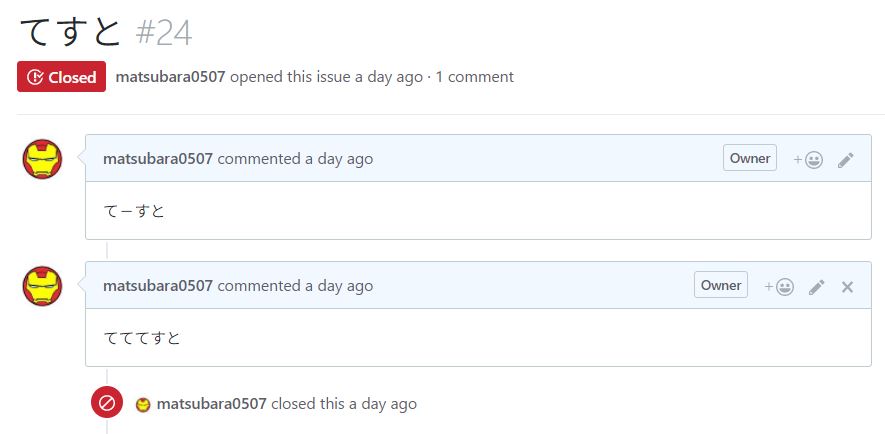 てすと #24
Closed matsubara0507 opened this issue a day ago · 1 comment
matsubara0507 commented a day ago Owner
てーすと
matsubara0507 commented a day ago Owner
てててすと
matsubara0507 closed this a day ago